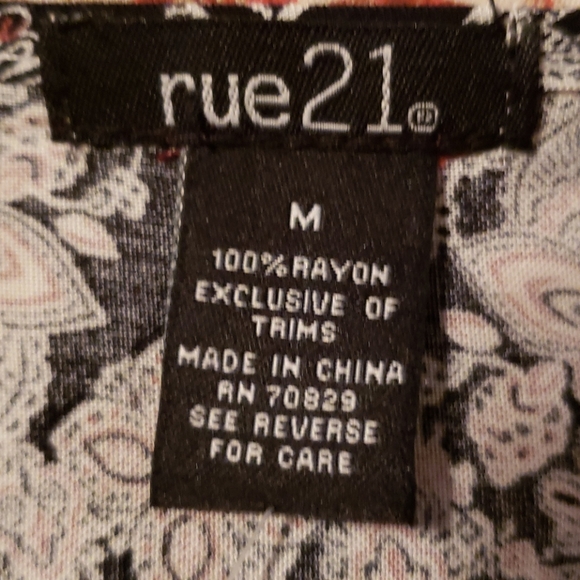 rue21®
M
100% RAYON
EXCLUSIVE OF
TRIMS
MADE IN CHINA
RN 70829
SEE REVERSE
FOR CARE